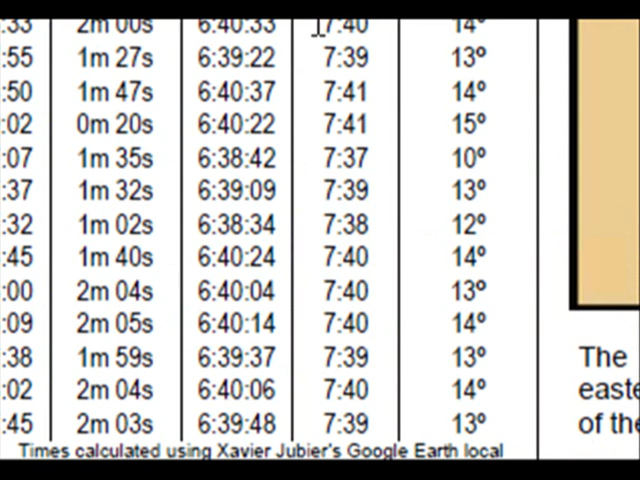 :33 2m 00s 6:40:33 7:40 14º
:55 1m 27s 6:39:22 7:39 13º
:50 1m 47s 6:40:37 7:41 14º
:02 0m 20s 6:40:22 7:41 15º
:07 1m 35s 6:38:42 7:37 10º
:37 1m 32s 6:39:09 7:39 13º
:32 1m 02s 6:38:34 7:38 12º
:45 1m 40s 6:40:24 7:40 14º
:00 2m 04s 6:40:04 7:40 13º
:09 2m 05s 6:40:14 7:40 14º
:38 1m 59s 6:39:37 7:39 13º
:02 2m 04s 6:40:06 7:40 14º
:45 2m 03s 6:39:48 7:39 13º
Times calculated using Xavier Jubier's Google Earth local
The
easte
of the